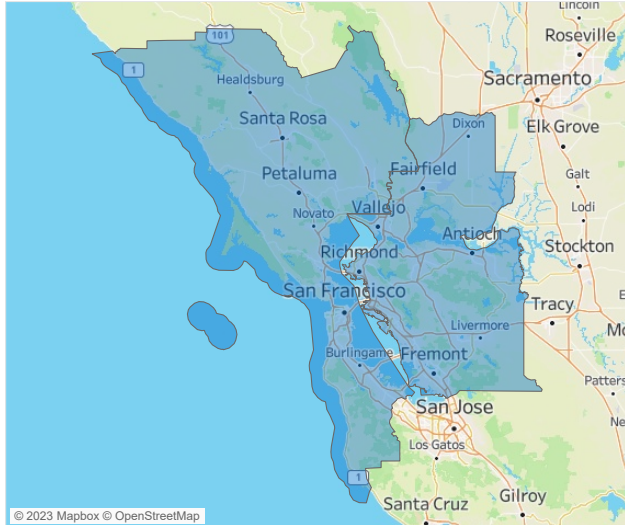 Lincoln
Roseville
101
1
Healdsburg
Sacramento
Santa Rosa
Dixon
Elk Grove
Petaluma
Fairfield
Galt
Novato
Vallejo
Lodi
Antioch
Stockton
Richmond
San Francisco
Tracy
Livermore
Burlingame
Fremont
San Jose
Los Gatos
1
Gilroy
Santa Cruz
© 2023 Mapbox © OpenStreetMap